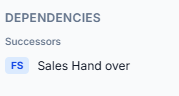 DEPENDENCIES
Successors
FS Sales Hand over